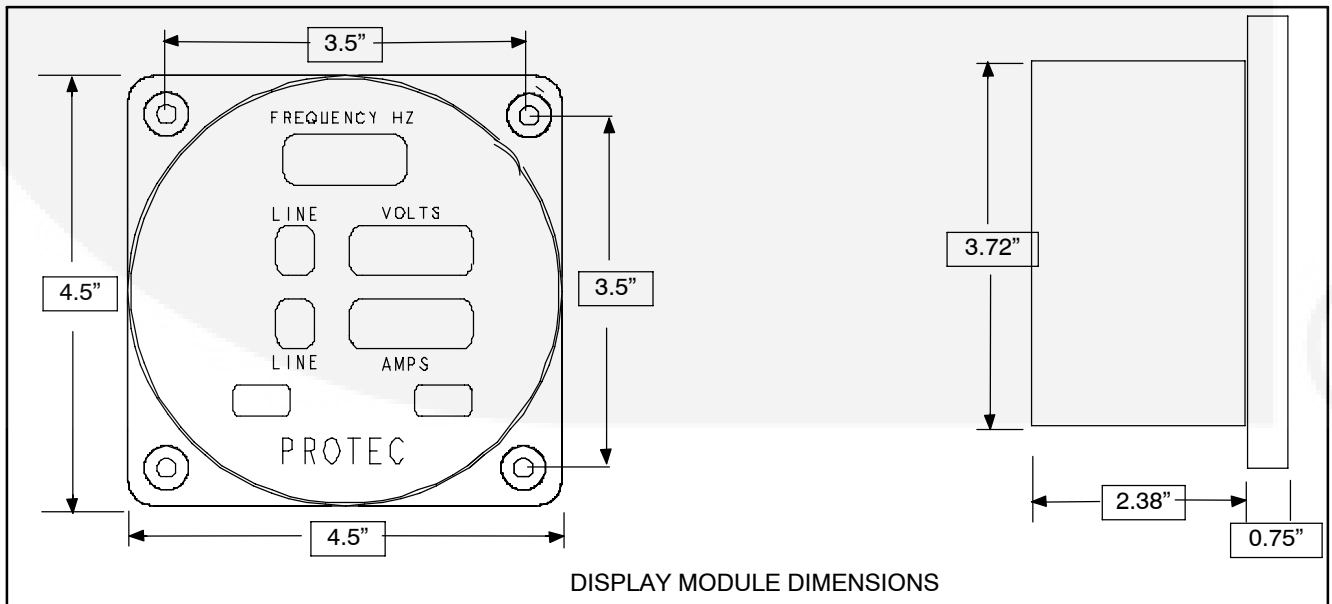 3.5”
FREQUENCY HZ
LINE VOLTS
4.5”
3.5”
LINE AMPS
PROTEC
4.5”
3.72”
2.38”
0.75”
DISPLAY MODULE DIMENSIONS